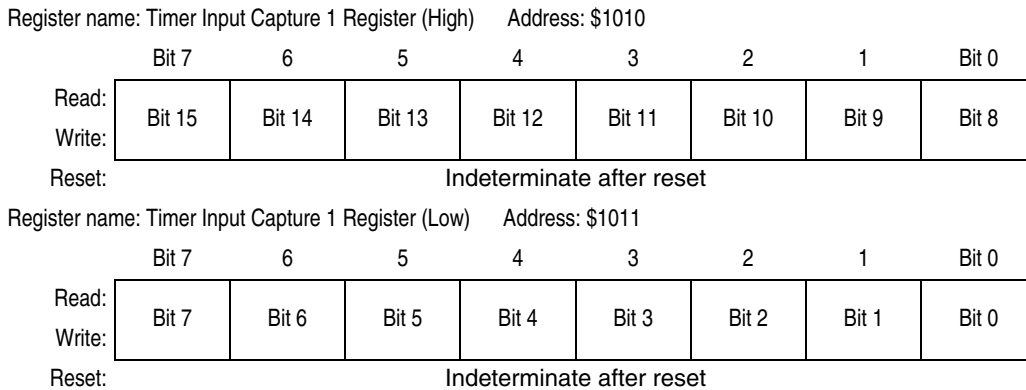 Register name: Timer Input Capture 1 Register (High) Address: $1010
Bit 7 6 5 4 3 2 1 Bit 0
Read:
Bit 15 Bit 14 Bit 13 Bit 12 Bit 11 Bit 10 Bit 9 Bit 8
Write:
Reset: Indeterminate after reset
Register name: Timer Input Capture 1 Register (Low) Address: $1011
Bit 7 6 5 4 3 2 1 Bit 0
Read:
Bit 7 Bit 6 Bit 5 Bit 4 Bit 3 Bit 2 Bit 1 Bit 0
Write:
Reset: Indeterminate after reset